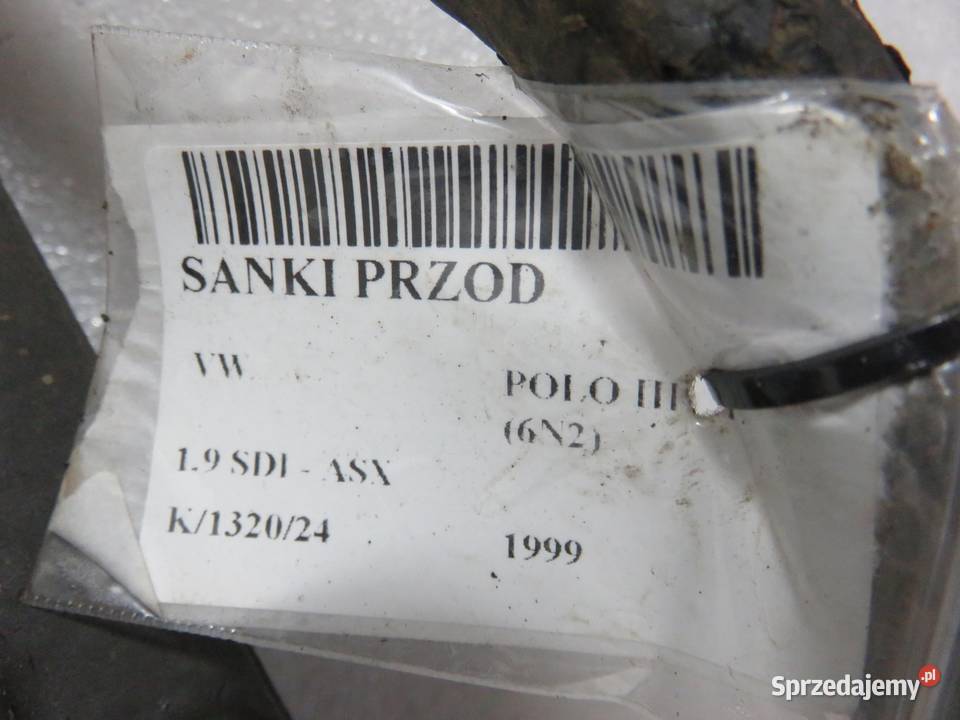 SANKI PRZOD
VW
POLO III
(6N2)
1.9 SDI - ASX
K/1320/24
1999
Sprzedajemy.pl